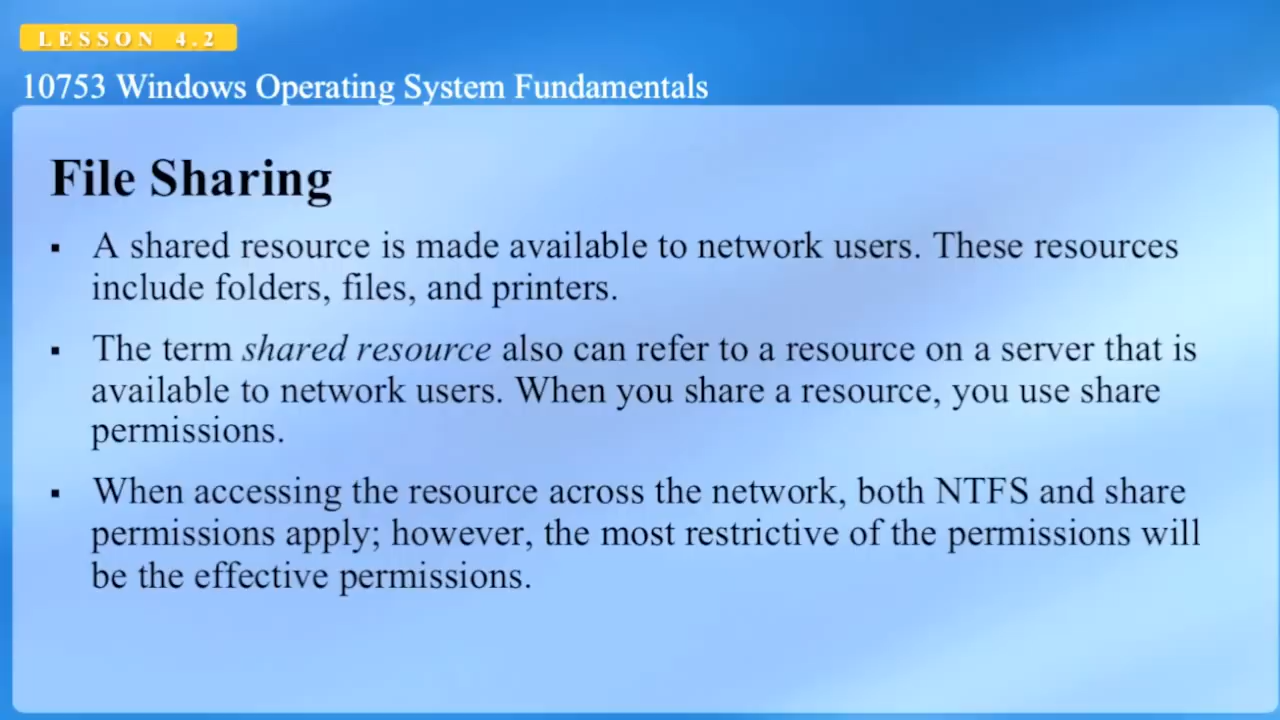 LESSON 4.2
10753 Windows Operating System Fundamentals
File Sharing
▪ A shared resource is made available to network users. These resources
include folders, files, and printers.
▪ The term shared resource also can refer to a resource on a server that is
available to network users. When you share a resource, you use share
permissions.
▪ When accessing the resource across the network, both NTFS and share
permissions apply; however, the most restrictive of the permissions will
be the effective permissions.